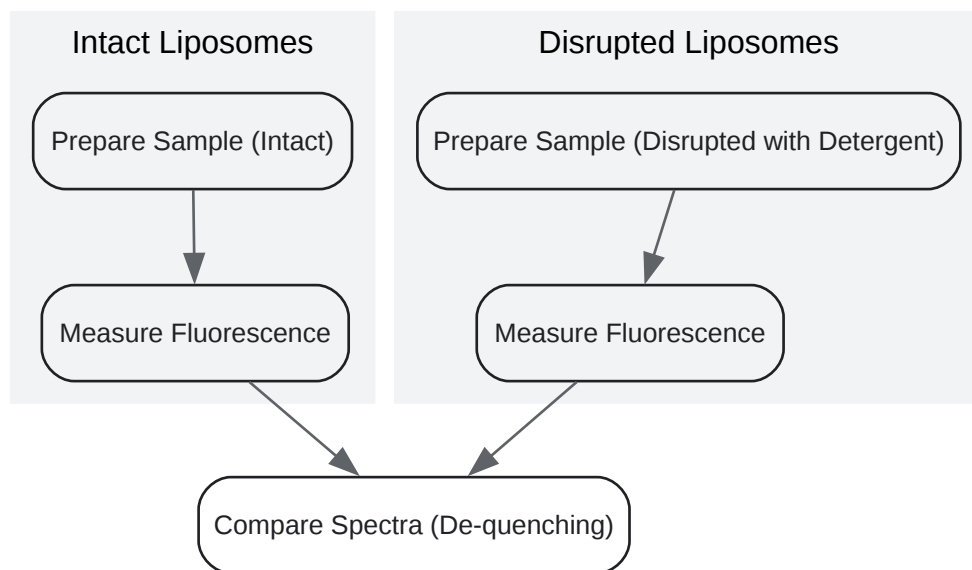 Intact Liposomes
Disrupted Liposomes
Prepare Sample (Intact)
Prepare Sample (Disrupted with Detergent)
Measure Fluorescence
Measure Fluorescence
Compare Spectra (De-quenching)